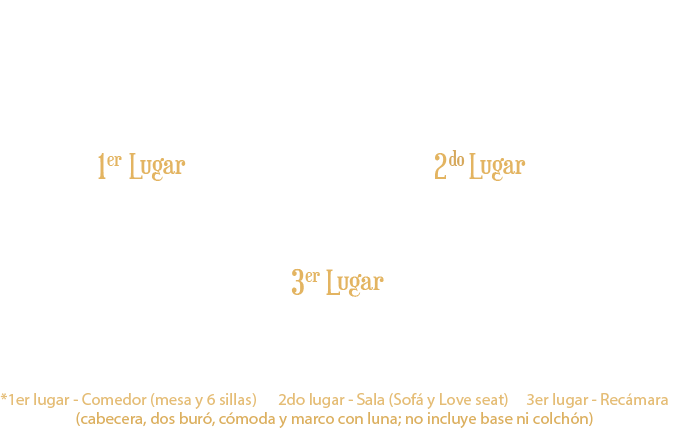 1er Lugar
2do Lugar
3er Lugar
*1er lugar - Comedor (mesa y 6 sillas) 2do lugar - Sala (Sofá y Love seat) 3er lugar - Recámara
(cabecera, dos buró, cómoda y marco con luna; no incluye base ni colchón)